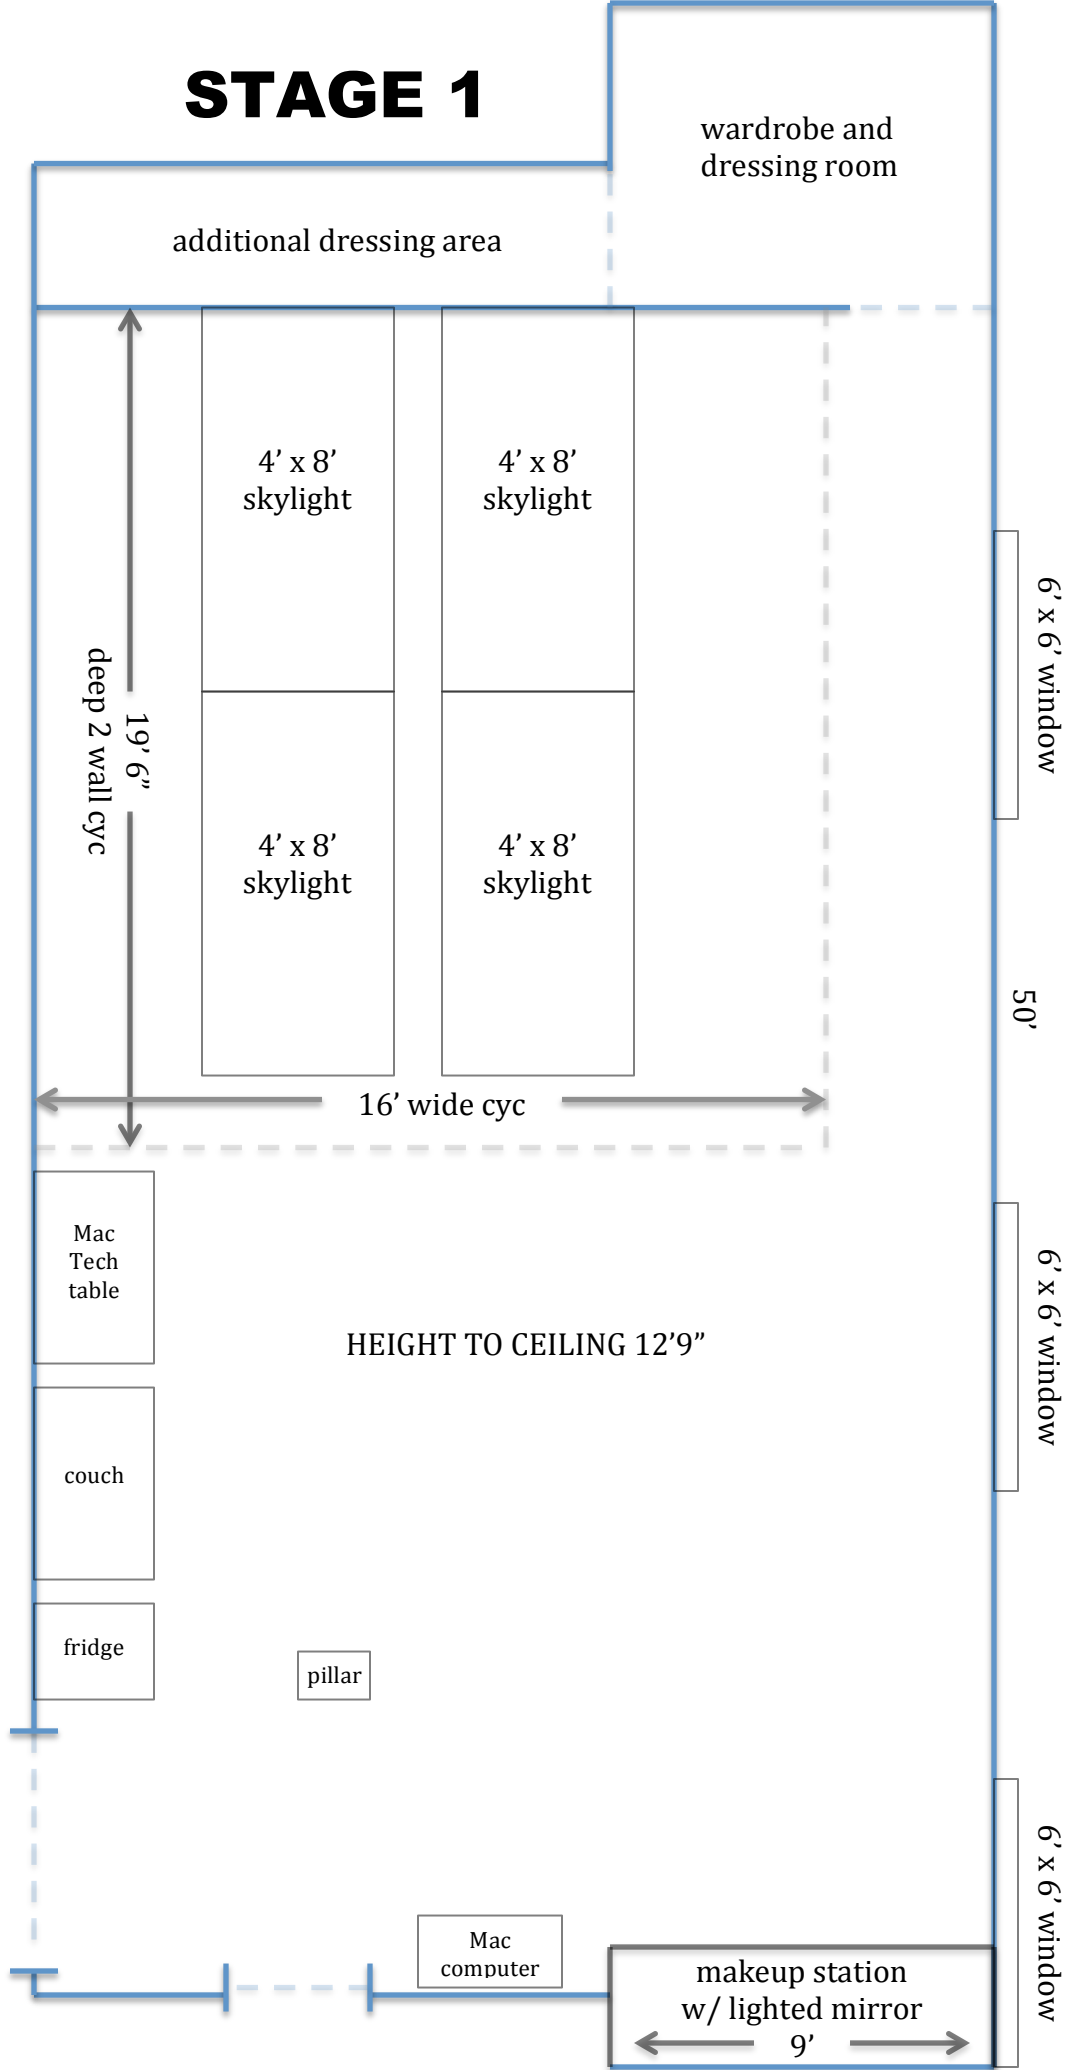 STAGE 1
wardrobe and
dressing room
additional dressing area
4’ x 8’
skylight
4’ x 8’
skylight
6’ x 6’ window
19’ 6”
deep 2 wall cyc
4’ x 8’
skylight
4’ x 8’
skylight
50’
16’ wide cyc
Mac
Tech
table
HEIGHT TO CEILING 12’9”
6’ x 6’ window
couch
fridge
pillar
6’ x 6’ window
Mac
computer
makeup station
w/ lighted mirror
9’